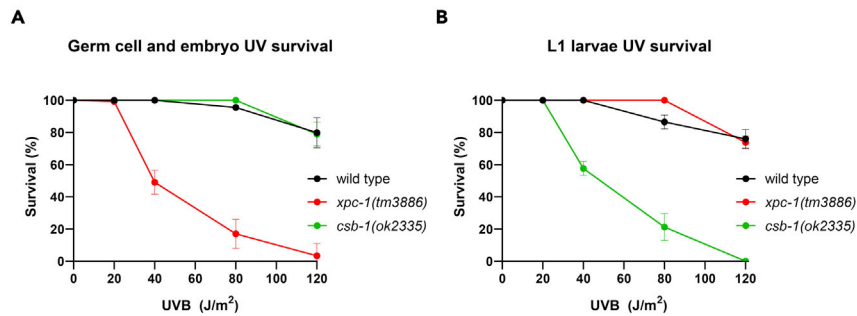 A
Germ cell and embryo UV survival
Survival (%)
100
80
60
40
20
0
0 20 40 60 80 100 120
UVB (J/m²)
wild type
xpc-1(tm3886)
csb-1(ok2335)
B
L1 larvae UV survival
Survival (%)
100
80
60
40
20
0
0 20 40 60 80 100 120
UVB (J/m²)
wild type
xpc-1(tm3886)
csb-1(ok2335)